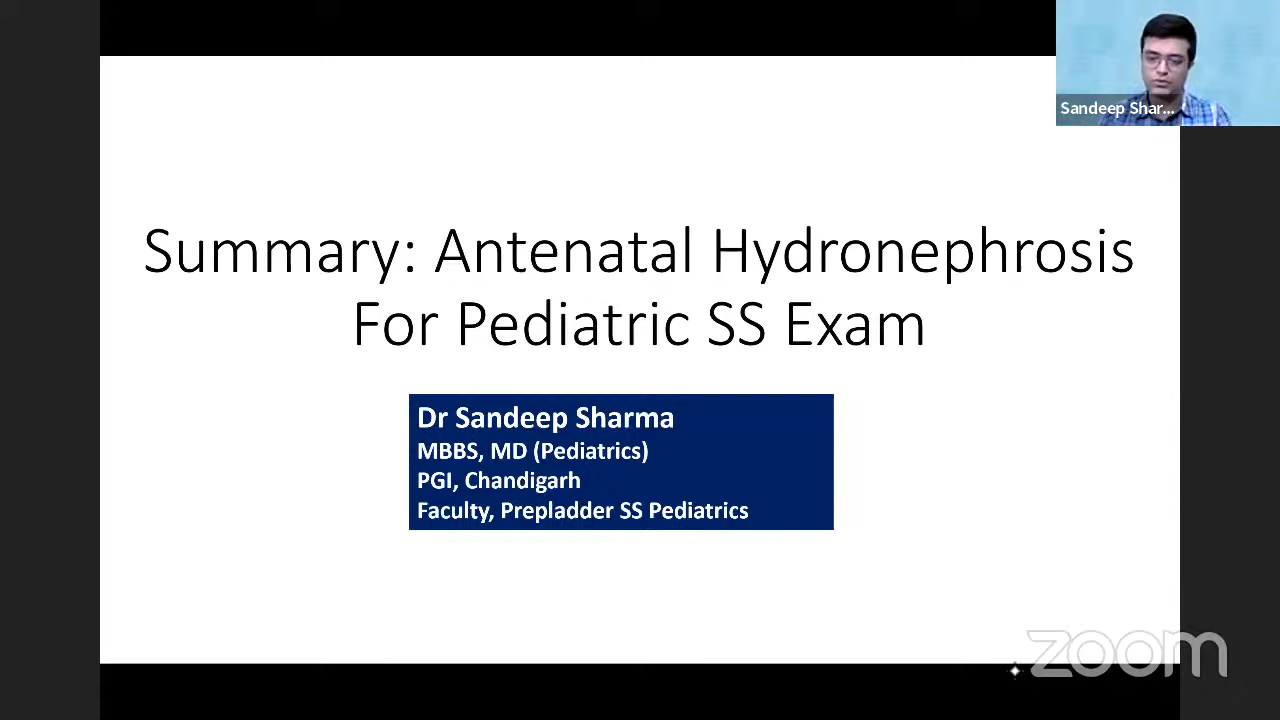 Sandeep Shar...
Summary: Antenatal Hydronephrosis
For Pediatric SS Exam
Dr Sandeep Sharma
MBBS, MD (Pediatrics)
PGI, Chandigarh
Faculty, Prepladder SS Pediatrics
zoom